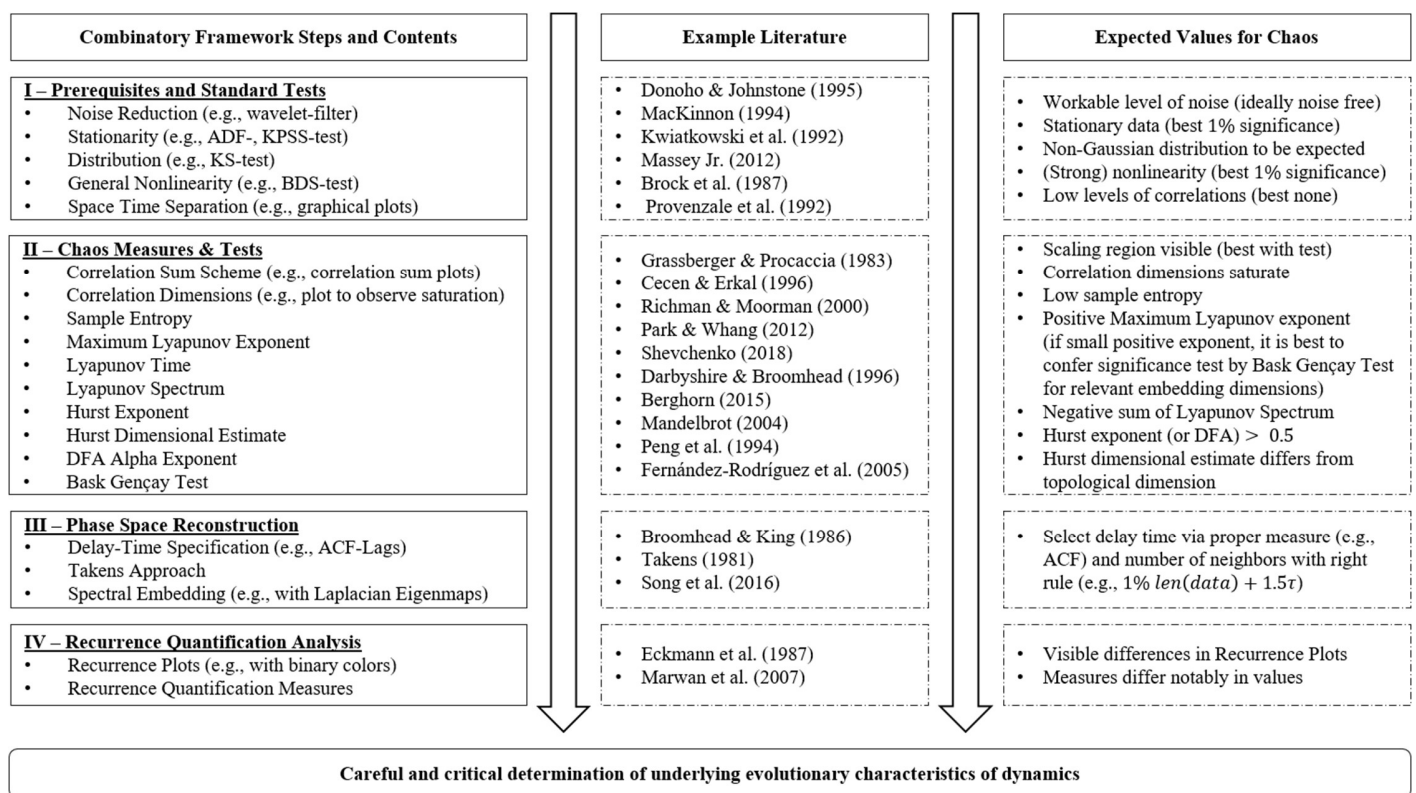 Combinatory Framework Steps and Contents
Example Literature
Expected Values for Chaos
I – Prerequisites and Standard Tests
• Noise Reduction (e.g., wavelet-filter)
• Stationarity (e.g., ADF-, KPSS-test)
• Distribution (e.g., KS-test)
• General Nonlinearity (e.g., BDS-test)
• Space Time Separation (e.g., graphical plots)
• Donoho & Johnstone (1995)
• MacKinnon (1994)
• Kwiatkowski et al. (1992)
• Massey Jr. (2012)
• Brock et al. (1987)
• Provenzale et al. (1992)
• Workable level of noise (ideally noise free)
• Stationary data (best 1% significance)
• Non-Gaussian distribution to be expected
• (Strong) nonlinearity (best 1% significance)
• Low levels of correlations (best none)
II – Chaos Measures & Tests
• Correlation Sum Scheme (e.g., correlation sum plots)
• Correlation Dimensions (e.g., plot to observe saturation)
• Sample Entropy
• Maximum Lyapunov Exponent
• Lyapunov Time
• Lyapunov Spectrum
• Hurst Exponent
• Hurst Dimensional Estimate
• DFA Alpha Exponent
• Bask Gençay Test
• Grassberger & Procaccia (1983)
• Cecen & Erkal (1996)
• Richman & Moorman (2000)
• Park & Whang (2012)
• Shevchenko (2018)
• Darbyshire & Broomhead (1996)
• Berghorn (2015)
• Mandelbrot (2004)
• Peng et al. (1994)
• Fernández-Rodríguez et al. (2005)
• Scaling region visible (best with test)
• Correlation dimensions saturate
• Low sample entropy
• Positive Maximum Lyapunov exponent
(if small positive exponent, it is best to
confer significance test by Bask Gençay Test
for relevant embedding dimensions)
• Negative sum of Lyapunov Spectrum
• Hurst exponent (or DFA) > 0.5
• Hurst dimensional estimate differs from
topological dimension
III – Phase Space Reconstruction
• Delay-Time Specification (e.g., ACF-Lags)
• Takens Approach
• Spectral Embedding (e.g., with Laplacian Eigenmaps)
• Broomhead & King (1986)
• Takens (1981)
• Song et al. (2016)
• Select delay time via proper measure (e.g.,
ACF) and number of neighbors with right
rule (e.g., 1% len(data) + 1.5τ)
IV – Recurrence Quantification Analysis
• Recurrence Plots (e.g., with binary colors)
• Recurrence Quantification Measures
• Eckmann et al. (1987)
• Marwan et al. (2007)
• Visible differences in Recurrence Plots
• Measures differ notably in values
Careful and critical determination of underlying evolutionary characteristics of dynamics